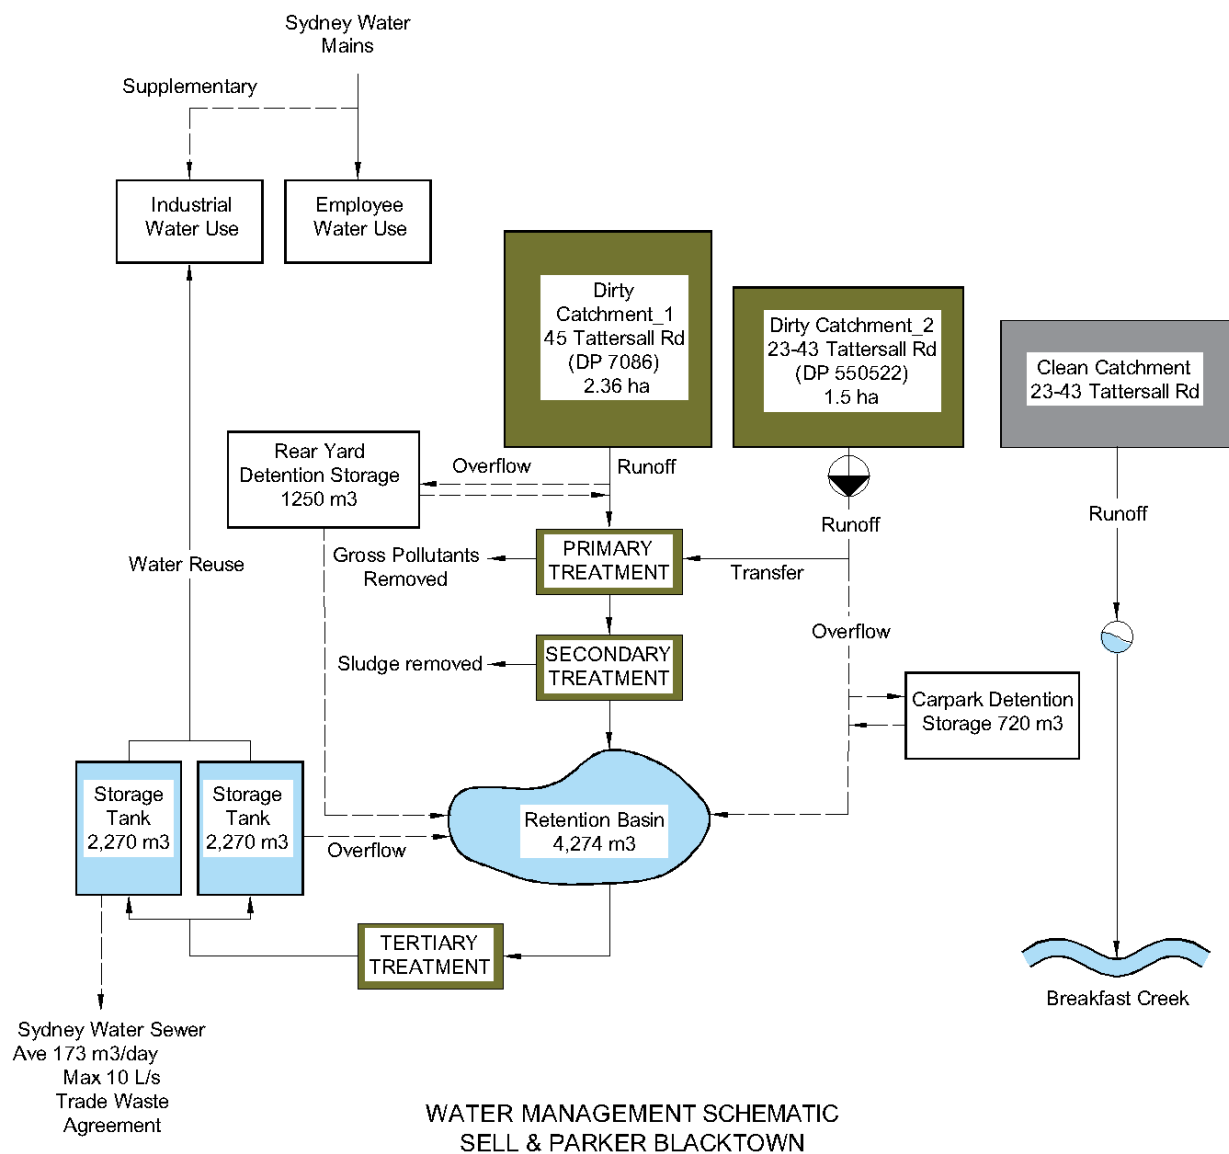 Sydney Water
Mains
Supplementary
Industrial
Water Use
Employee
Water Use
Dirty
Catchment_1
45 Tattersall Rd
(DP 7086)
2.36 ha
Dirty Catchment_2
23-43 Tattersall Rd
(DP 550522)
1.5 ha
Clean Catchment
23-43 Tattersall Rd
Rear Yard
Detention Storage
1250 m3
Overflow
Runoff
Runoff
Runoff
Water Reuse
Gross Pollutants
Removed
PRIMARY
TREATMENT
Transfer
Overflow
Sludge removed
SECONDARY
TREATMENT
Carpark Detention
Storage 720 m3
Storage
Tank
2,270 m3
Storage
Tank
2,270 m3
Overflow
Retention Basin
4,274 m3
TERTIARY
TREATMENT
Breakfast Creek
Sydney Water Sewer
Ave 173 m3/day
Max 10 L/s
Trade Waste
Agreement
WATER MANAGEMENT SCHEMATIC
SELL & PARKER BLACKTOWN